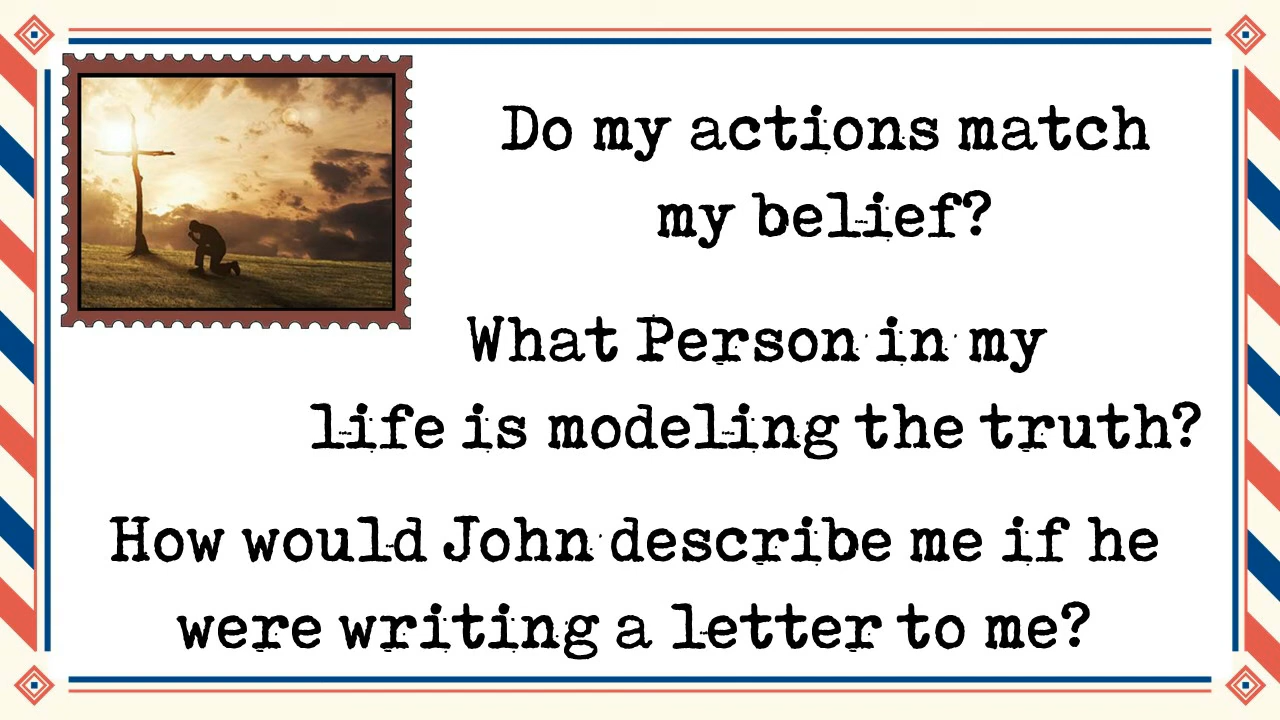 Do my actions match
my belief?
What Person in my
life is modeling the truth?
How would John describe me if he
were writing a letter to me?